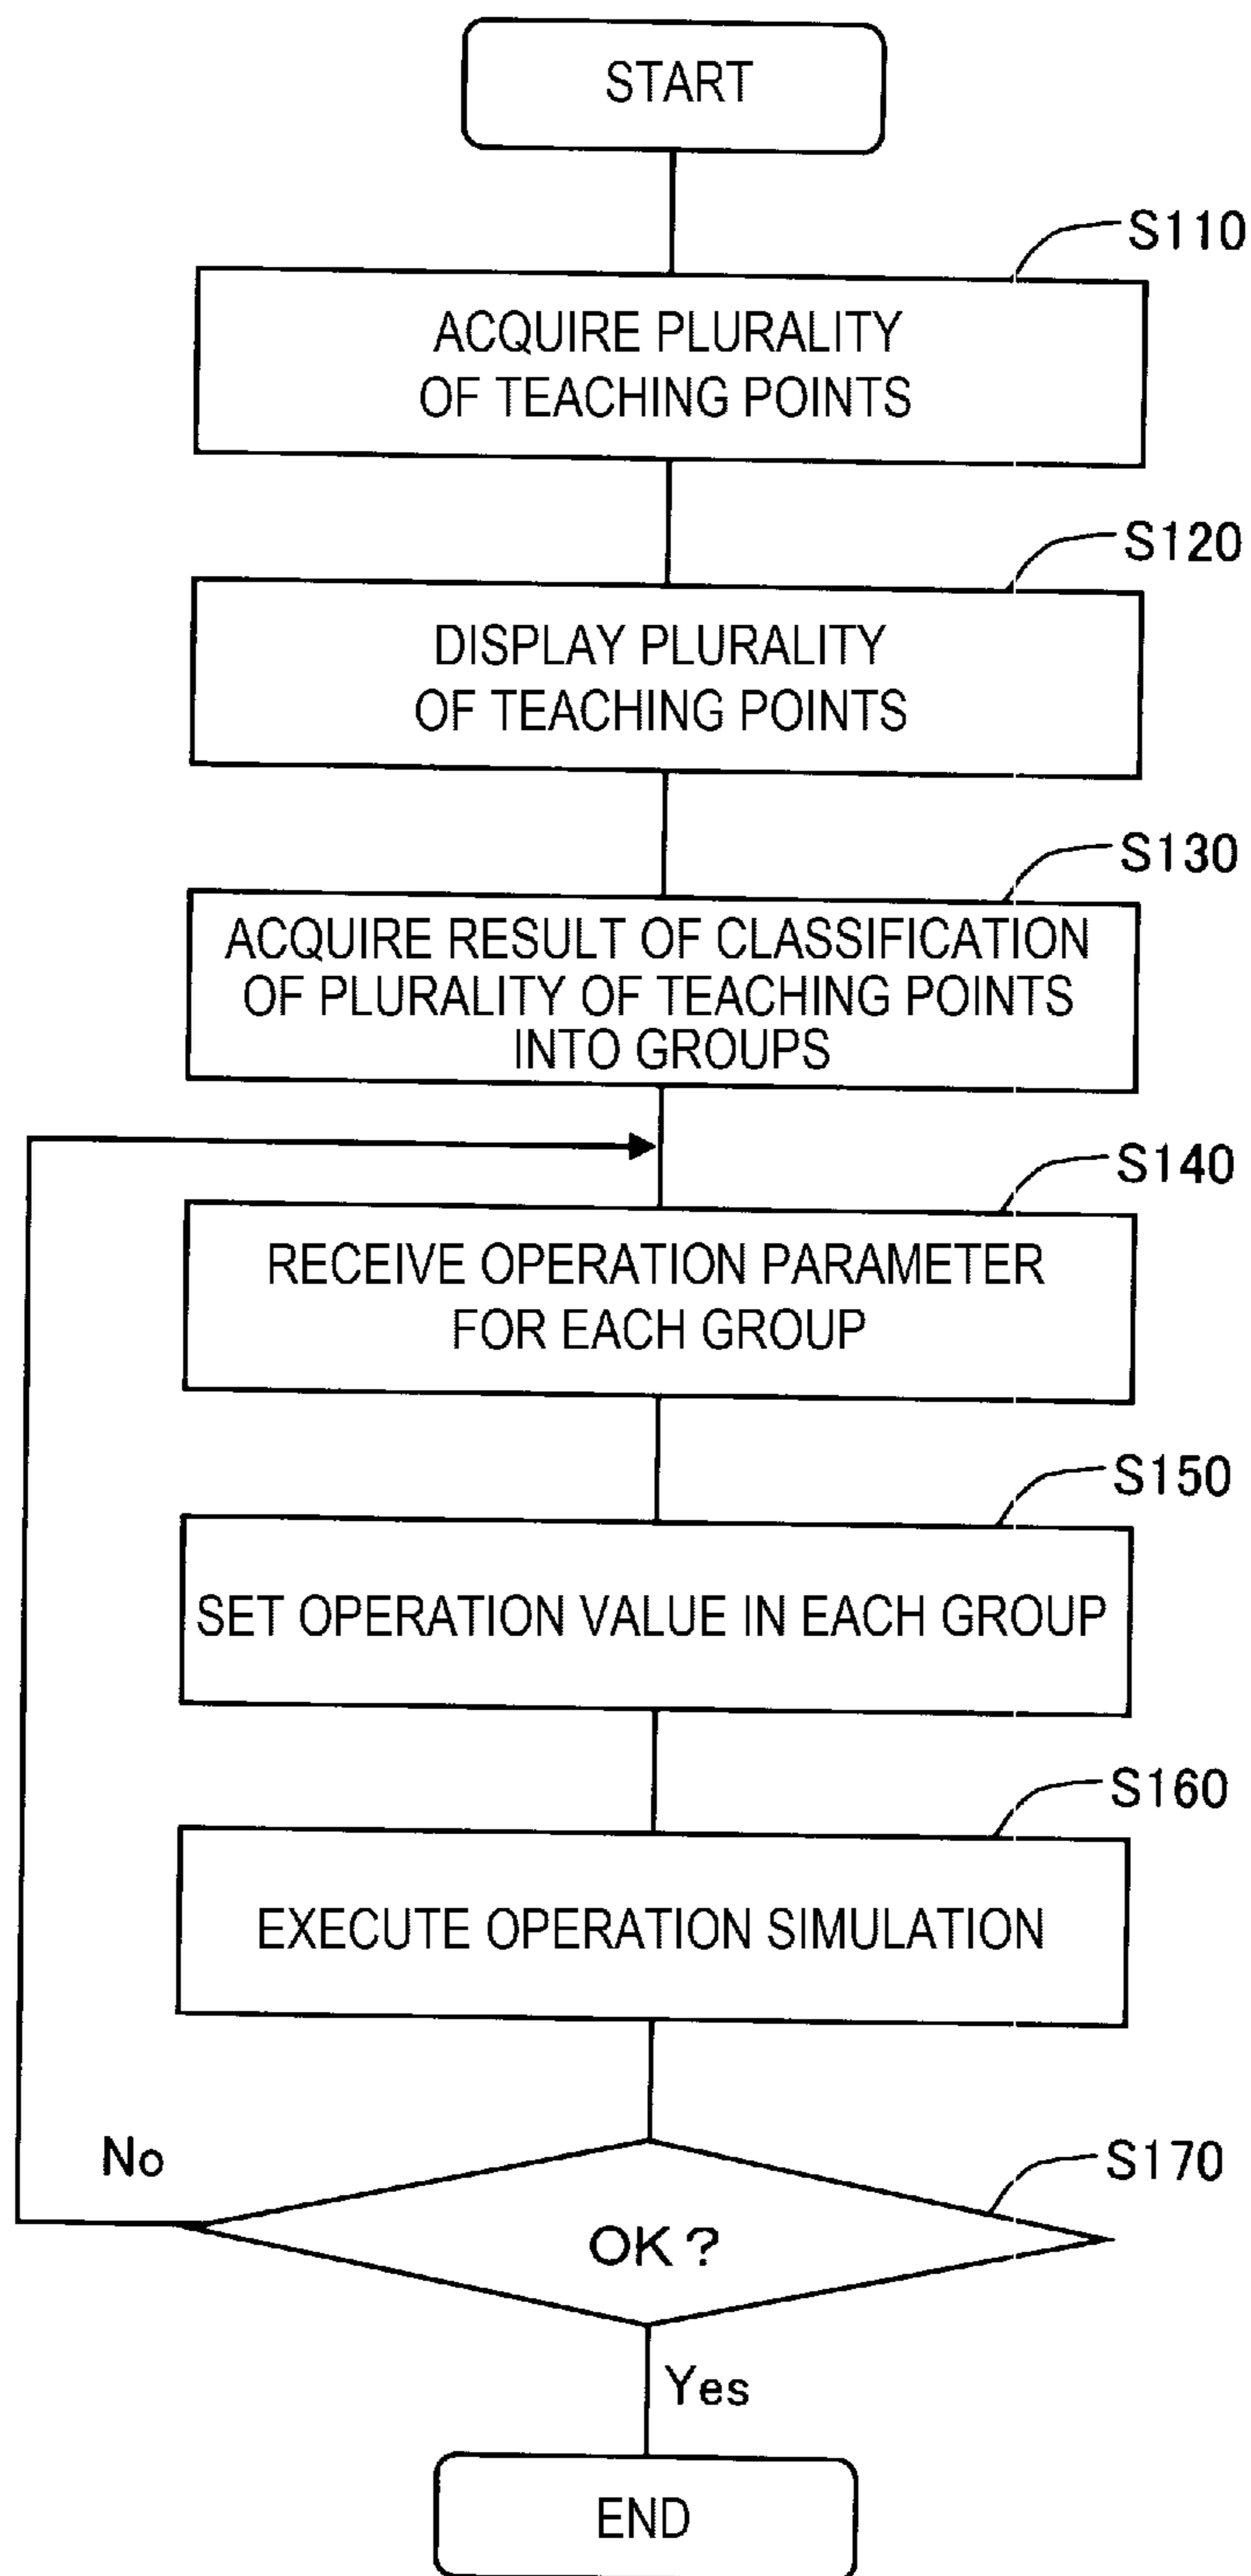 START
S110
ACQUIRE PLURALITY
OF TEACHING POINTS
S120
DISPLAY PLURALITY
OF TEACHING POINTS
S130
ACQUIRE RESULT OF CLASSIFICATION
OF PLURALITY OF TEACHING POINTS
INTO GROUPS
S140
RECEIVE OPERATION PARAMETER
FOR EACH GROUP
S150
SET OPERATION VALUE IN EACH GROUP
S160
EXECUTE OPERATION SIMULATION
No
S170
OK ?
Yes
END